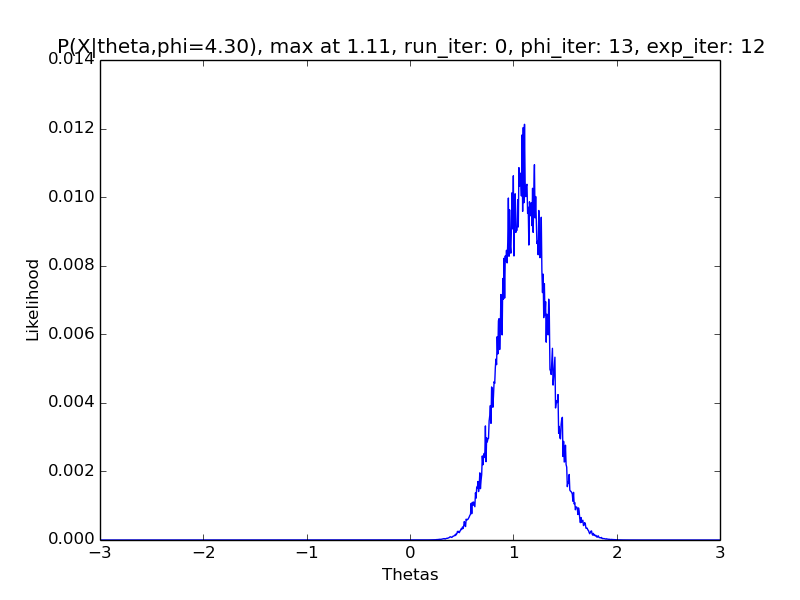 P(X|theta,phi=4.30), max at 1.11, run_iter: 0, phi_iter: 13, exp_iter: 12
0.014
0.012
0.010
0.008
0.006
0.004
0.002
0.000
Likelihood
−3 −2 −1 0 1 2 3
Thetas